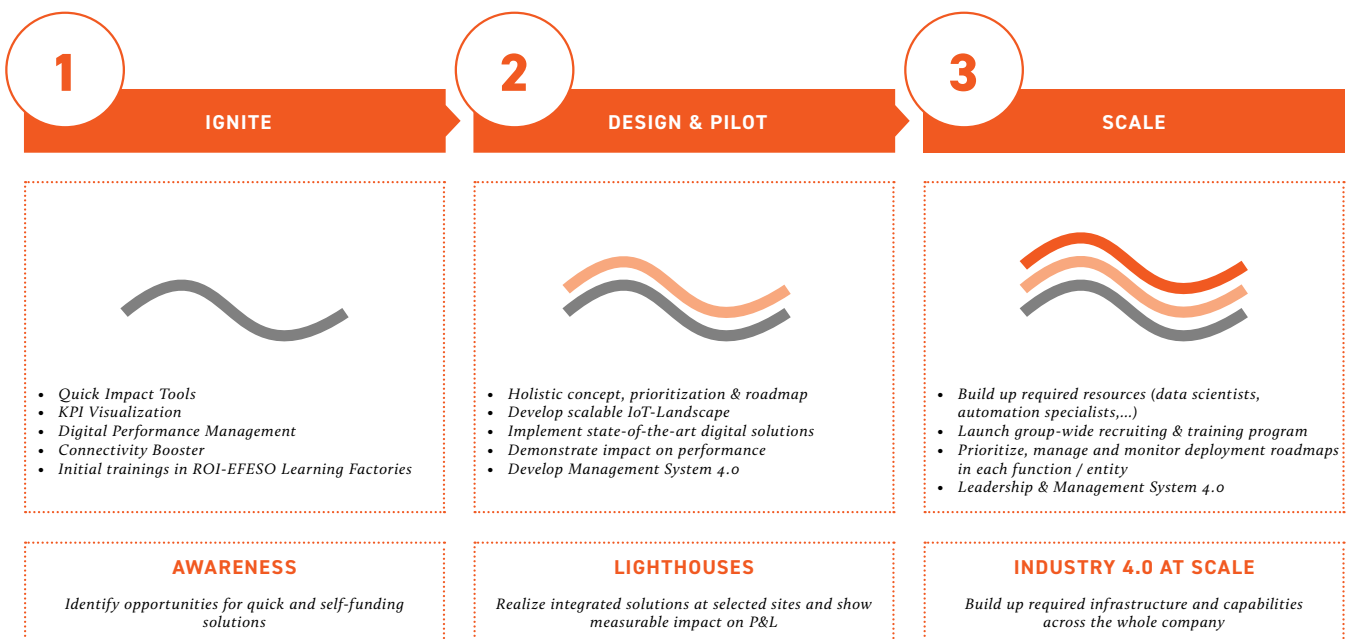 1
IGNITE
2
DESIGN & PILOT
3
SCALE
• Quick Impact Tools
• KPI Visualization
• Digital Performance Management
• Connectivity Booster
• Initial trainings in ROI-EFESO Learning Factories
• Holistic concept, prioritization & roadmap
• Develop scalable IoT-Landscape
• Implement state-of-the-art digital solutions
• Demonstrate impact on performance
• Develop Management System 4.0
• Build up required resources (data scientists,
automation specialists,...)
• Launch group-wide recruiting & training program
• Prioritize, manage and monitor deployment roadmaps
in each function / entity
• Leadership & Management System 4.0
AWARENESS
Identify opportunities for quick and self-funding
solutions
LIGHTHOUSES
Realize integrated solutions at selected sites and show
measurable impact on P&L
INDUSTRY 4.0 AT SCALE
Build up required infrastructure and capabilities
across the whole company